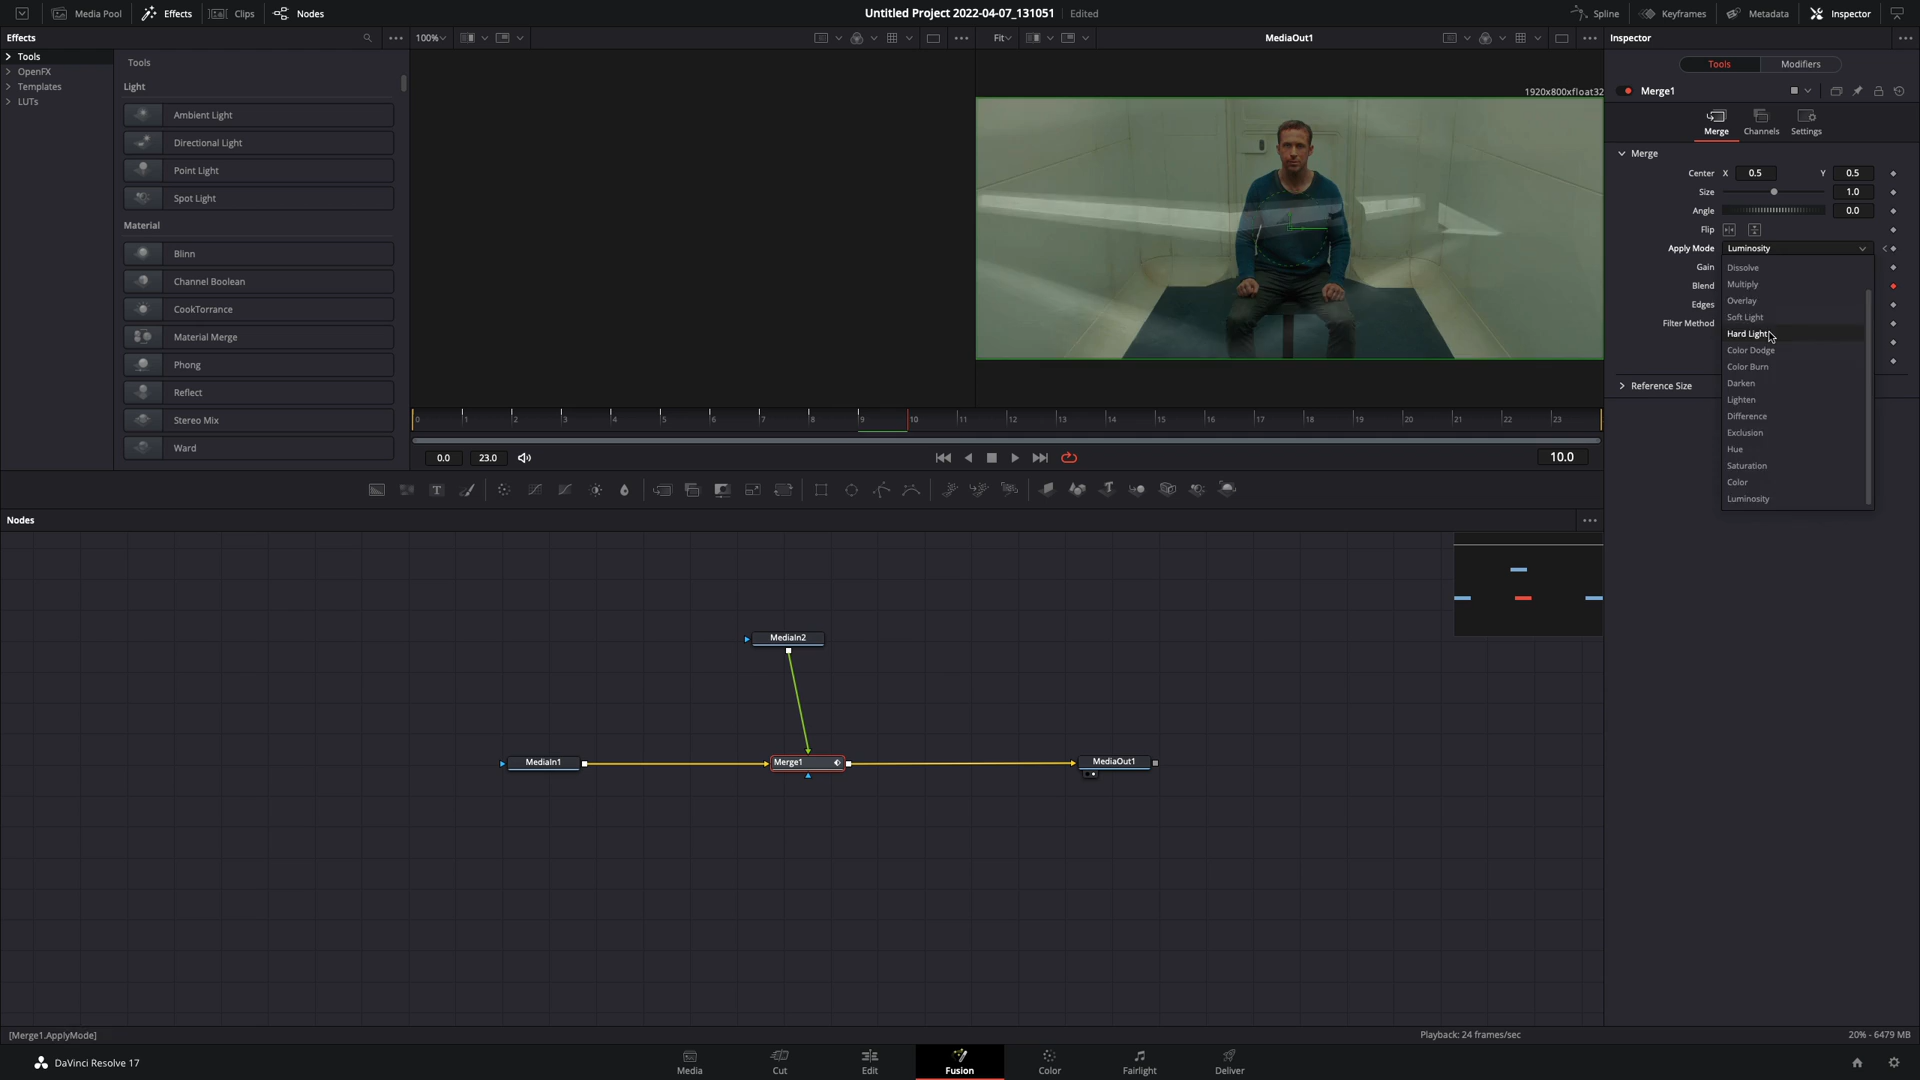 Media Pool
Effects
Clips
Nodes
Untitled Project 2022-04-07_131051
Edited
Spline
Keyframes
Metadata
Inspector
Effects
100%
Fit
MediaOut1
Inspector
Tools
OpenFX
Templates
LUTs
Tools
Light
Ambient Light
Directional Light
Point Light
Spot Light
Material
Blinn
Channel Boolean
CookTorrance
Material Merge
Phong
Reflect
Stereo Mix
Ward
1920x800xfloat32
Tools
Modifiers
Merge1
Merge
Channels
Settings
Merge
Center X 0.5 Y 0.5
Size 1.0
Angle 0.0
Flip
Apply Mode Luminosity
Gain
Blend
Edges
Filter Method
Reference Size
Dissolve
Multiply
Overlay
Soft Light
Hard Light
Color Dodge
Color Burn
Darken
Lighten
Difference
Exclusion
Hue
Saturation
Color
Luminosity
0 1 2 3 4 5 6 7 8 9 10 11 12 13 14 15 16 17 18 19 20 21 22 23
0.0
23.0
10.0
Nodes
MediaIn2
MediaIn1
Merge1
MediaOut1
[Merge1.ApplyMode]
Playback: 24 frames/sec
20% - 6479 MB
DaVinci Resolve 17
Media
Cut
Edit
Fusion
Color
Fairlight
Deliver